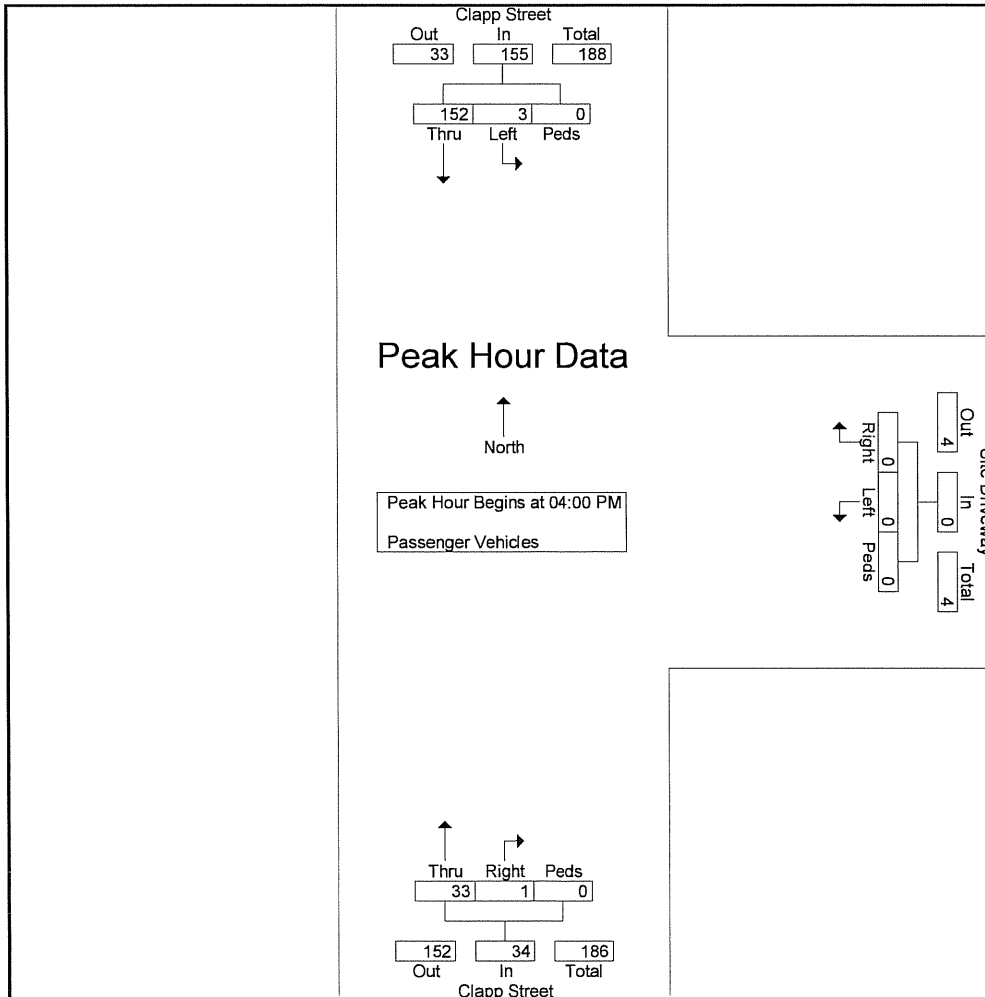 Clapp Street
Out In Total
33 155 188
152 3 0
Thru Left Peds
Peak Hour Data
North
Peak Hour Begins at 04:00 PM
Passenger Vehicles
Out In Total
4 0 4
0 0 0
Right Left Peds
Thru Right Peds
33 1 0
152 34 186
Out In Total
Clapp Street